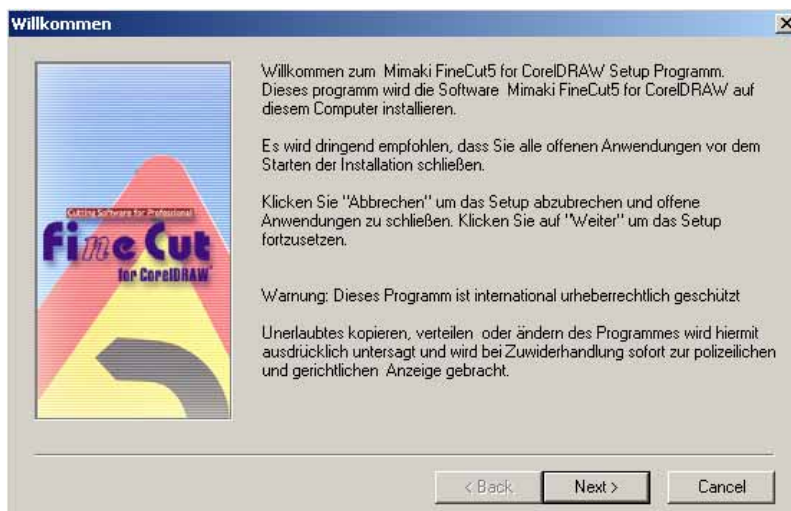 Willkommen
Willkommen zum Mimaki FineCut5 for CorelDRAW Setup Programm.
Dieses programm wird die Software Mimaki FineCut5 for CorelDRAW auf
diesem Computer installieren.
Es wird dringend empfohlen, dass Sie alle offenen Anwendungen vor dem
Starten der Installation schließen.
Klicken Sie "Abbrechen" um das Setup abzubrechen und offene
Anwendungen zu schließen. Klicken Sie auf "Weiter" um das Setup
fortzusetzen.
Warnung: Dieses Programm ist international urheberrechtlich geschützt
Unerlaubtes kopieren, verteilen oder ändern des Programmes wird hiermit
ausdrücklich untersagt und wird bei Zuwiderhandlung sofort zur polizeilichen
und gerichtlichen Anzeige gebracht.
Cutting Software for Professional
Fine Cut
for CorelDRAW
< Back
Next >
Cancel